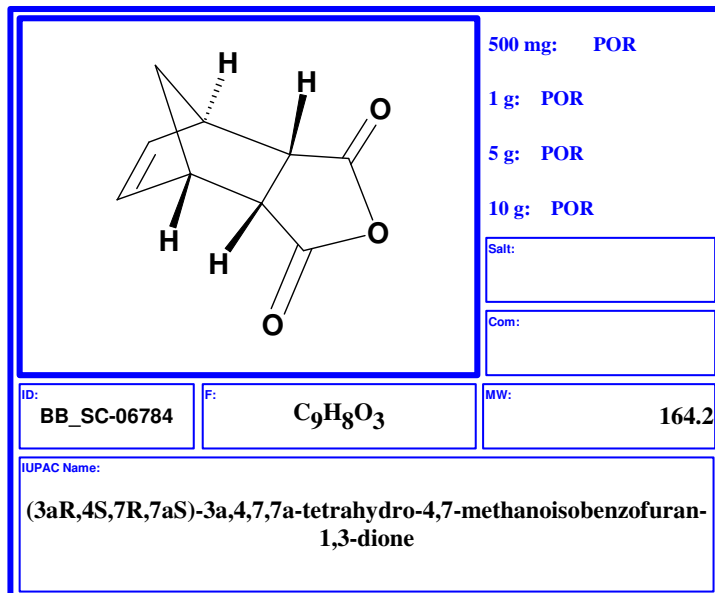 H
H
O
O
H
H
O
500 mg: POR
1 g: POR
5 g: POR
10 g: POR
Salt:
Com:
ID:
BB_SC-06784
F:
C9H8O3
MW:
164.2
IUPAC Name:
(3aR,4S,7R,7aS)-3a,4,7,7a-tetrahydro-4,7-methanoisobenzofuran-
1,3-dione